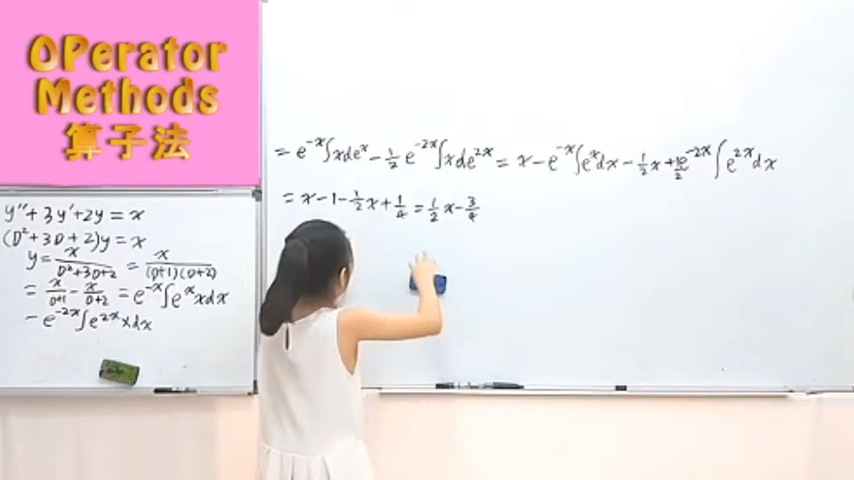 OPerator
Methods
算子法
y″+3y′+2y=x
(D²+3D+2)y=x
y=x/(D²+3D+2)=x/((D+1)(D+2))
=x/(D+1)-x/(D+2)=e^{-x}∫e^{x}xdx
-e^{-2x}∫e^{2x}xdx
=e^{-x}∫xde^{x}-½e^{-2x}∫xde^{2x}=x-e^{-x}∫e^{x}dx-½x+½e^{-2x}∫e^{2x}dx
=x-1-½x+¼=½x-¾